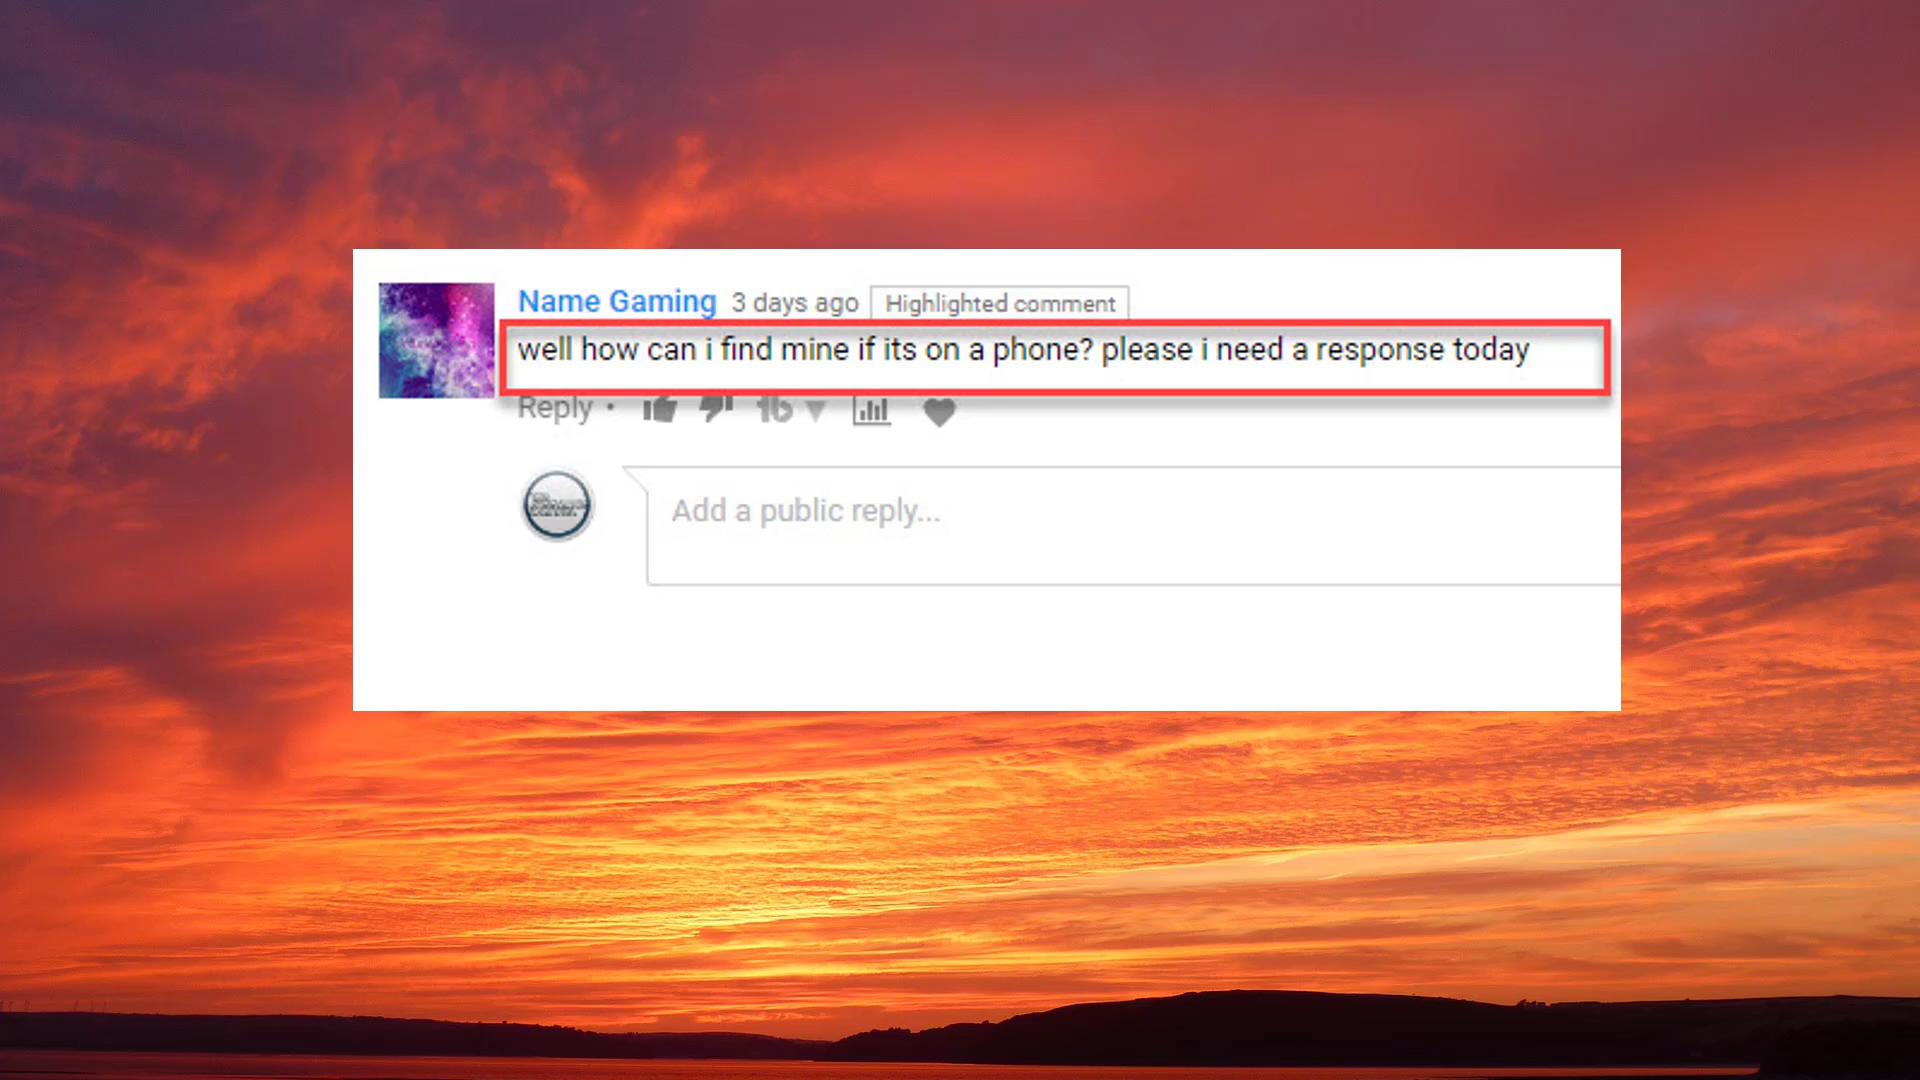 Name Gaming 3 days ago Highlighted comment
well how can i find mine if its on a phone? please i need a response today
Reply •
Add a public reply...